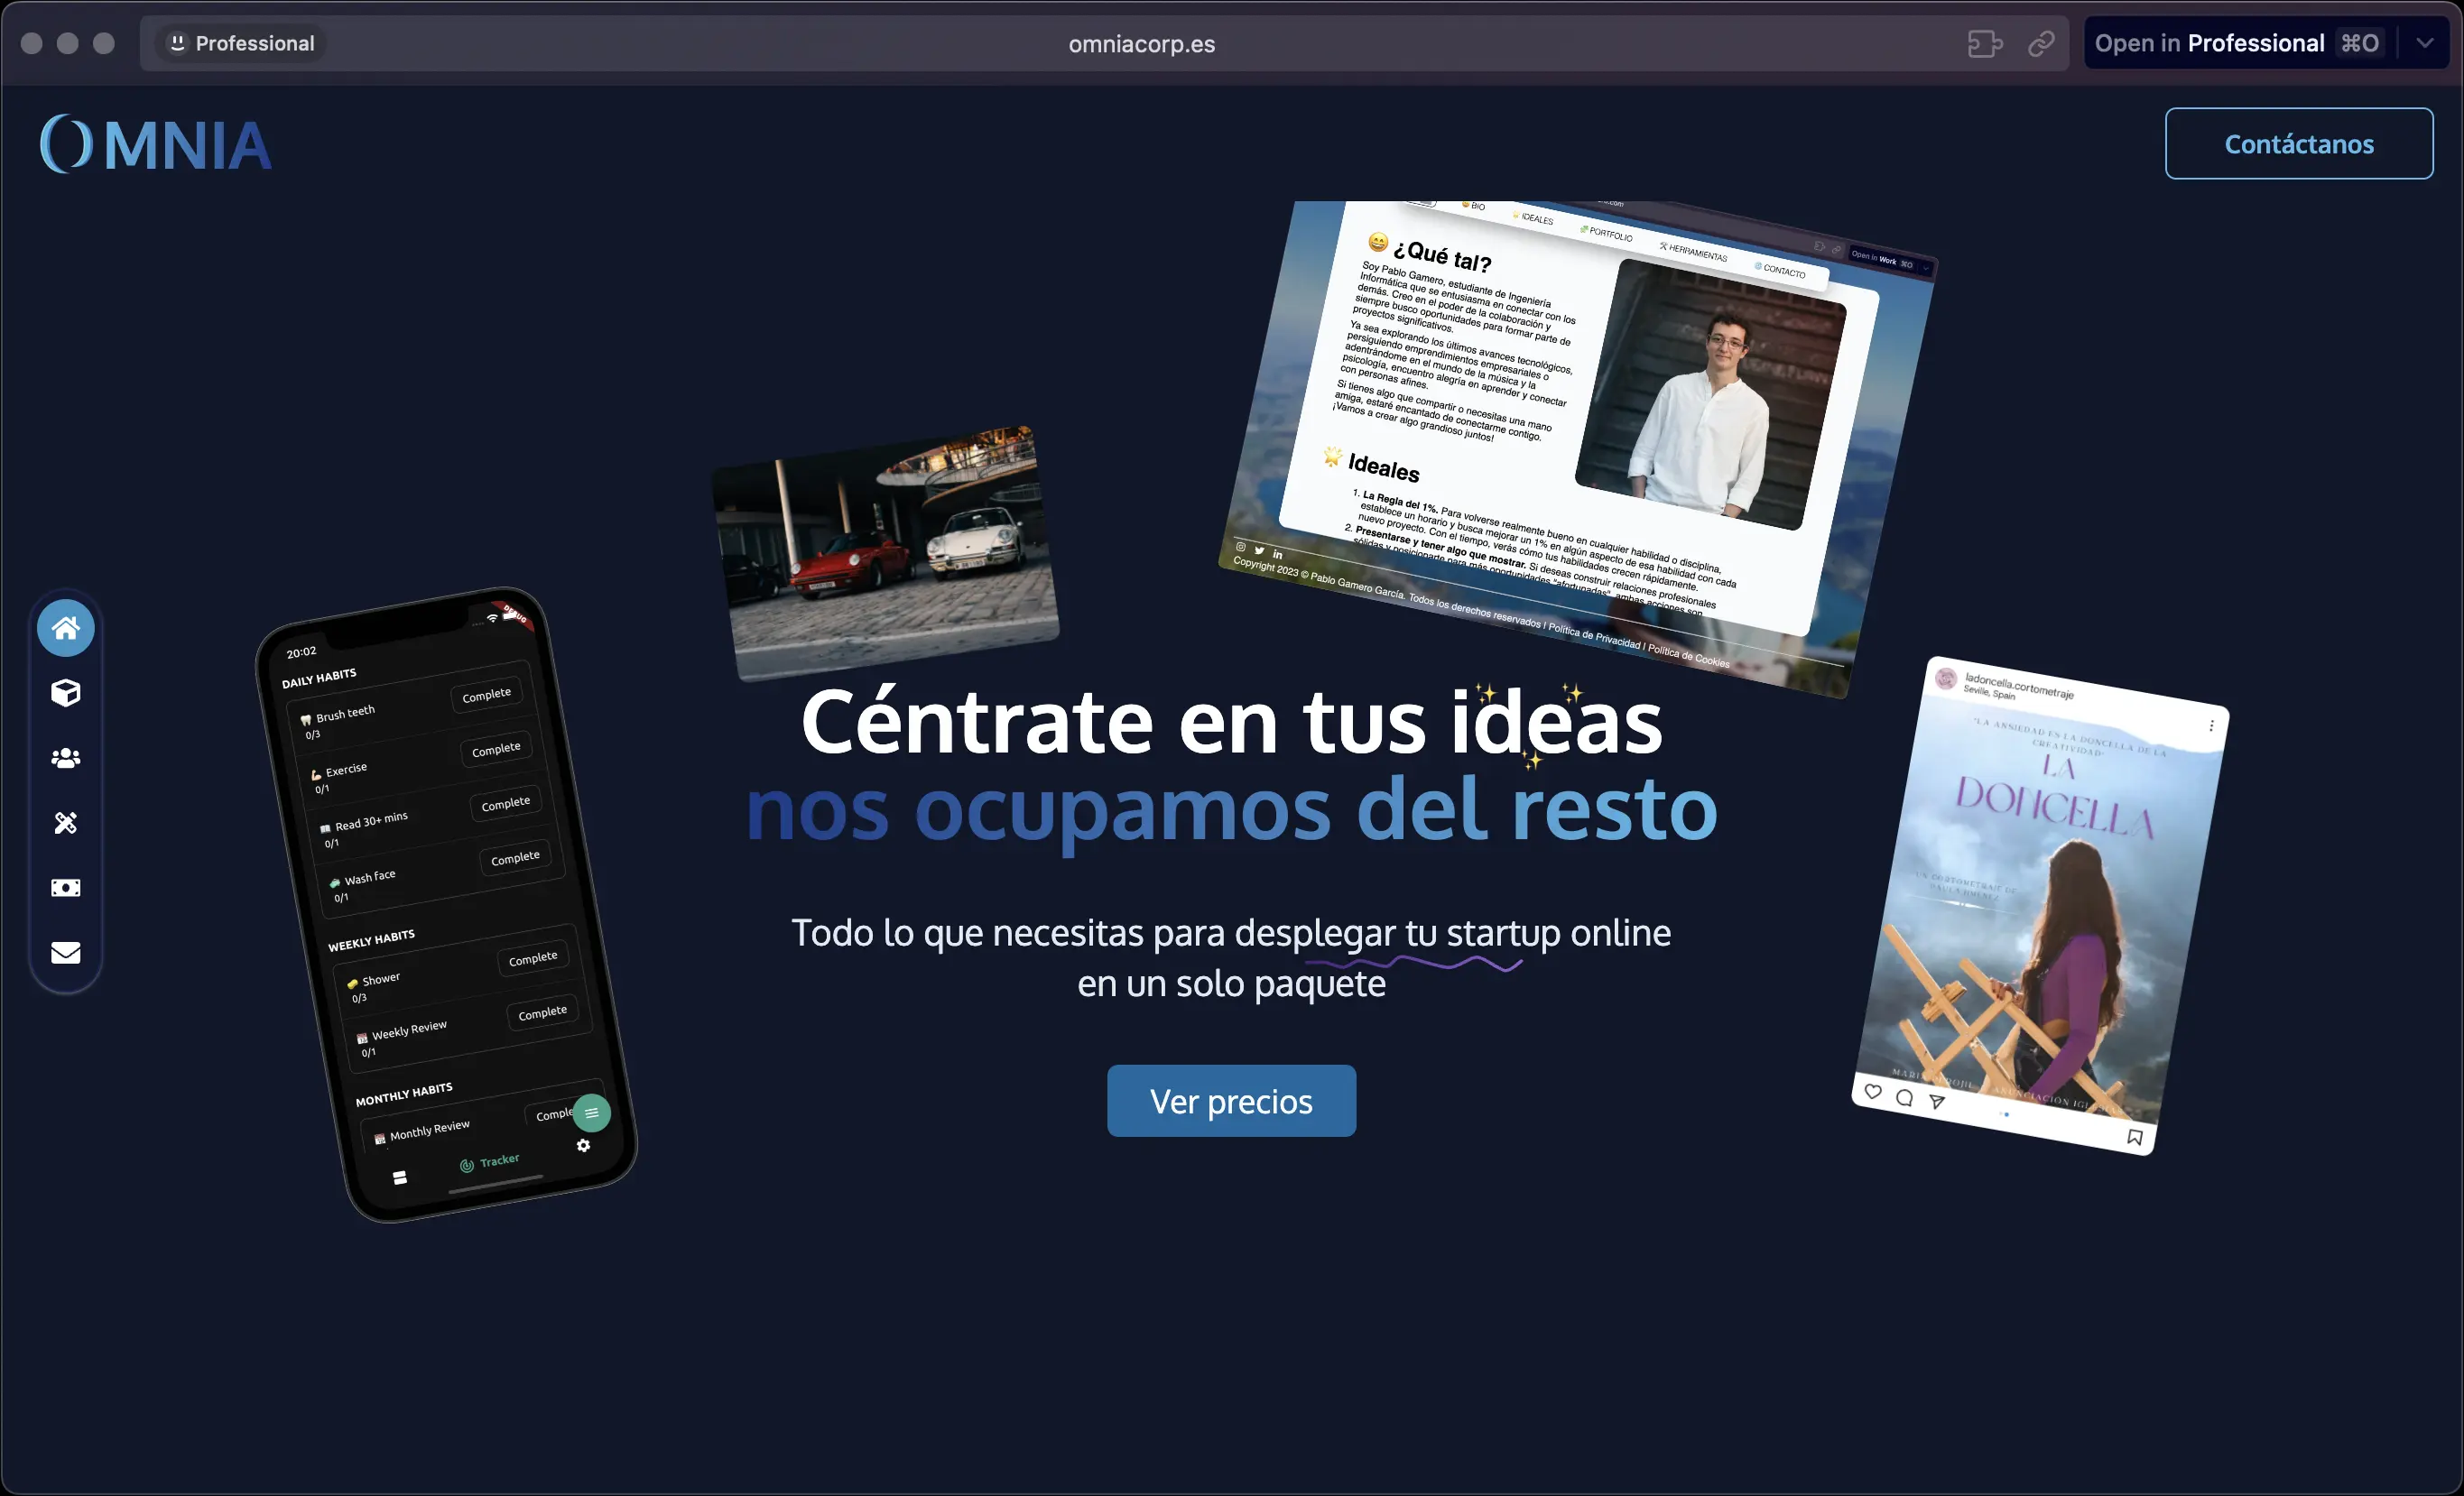 Professional
omniacorp.es
Open in Professional ⌘O
OMNIA
Contáctanos
BIO
IDEALES
PORTFOLIO
HERRAMIENTAS
CONTACTO
Open in Work ⌘O
😄 ¿Qué tal?
Soy Pablo Gamero, estudiante de Ingeniería
Informática que se entusiasma en conectar con los
demás. Creo en el poder de la colaboración y
siempre busco oportunidades para formar parte de
proyectos significativos.
Ya sea explorando los últimos avances tecnológicos,
persiguiendo emprendimientos empresariales o
adentrándome en el mundo de la música y la
psicología, encuentro alegría en aprender y conectar
con personas afines.
Si tienes algo que compartir o necesitas una mano
amiga, estaré encantado de conectarme contigo.
¡Vamos a crear algo grandioso juntos!
🌟 Ideales
1. La Regla del 1%. Para volverse realmente bueno en cualquier habilidad o disciplina,
establece un horario y busca mejorar un 1% en algún aspecto de esa habilidad con cada
nuevo proyecto. Con el tiempo, verás cómo tus habilidades crecen rápidamente.
2. Presentarse y tener algo que mostrar. Si deseas construir relaciones profesionales
sólidas y posicionarte para más oportunidades "afortunadas", ambas acciones son
Copyright 2023 © Pablo Gamero García. Todos los derechos reservados | Política de Privacidad | Política de Cookies
20:02
DEBUG
DAILY HABITS
🦷 Brush teeth
0/3
Complete
💪🏻 Exercise
0/1
Complete
📖 Read 30+ mins
0/1
Complete
🧼 Wash face
0/1
Complete
WEEKLY HABITS
🧽 Shower
0/3
Complete
📆 Weekly Review
0/1
Complete
MONTHLY HABITS
📆 Monthly Review
Comple
Tracker
Céntrate en tus ideas
nos ocupamos del resto
Todo lo que necesitas para desplegar tu startup online
en un solo paquete
Ver precios
ladoncella.cortometraje
Seville, Spain
"LA ANSIEDAD EN LA DONCELLA DE LA
CREATIVIDAD"
LA
DONCELLA
UN CORTOMETRAJE DE